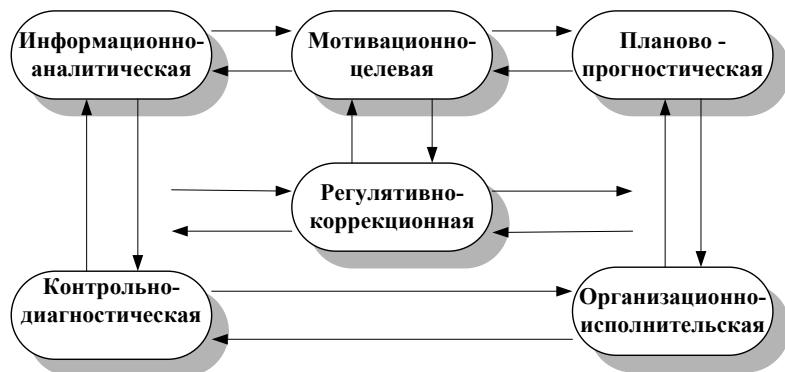 Информационно-
аналитическая
Мотивационно-
целевая
Планово -
прогностическая
Регулятивно-
коррекционная
Контрольно-
диагностическая
Организационно-
исполнительская